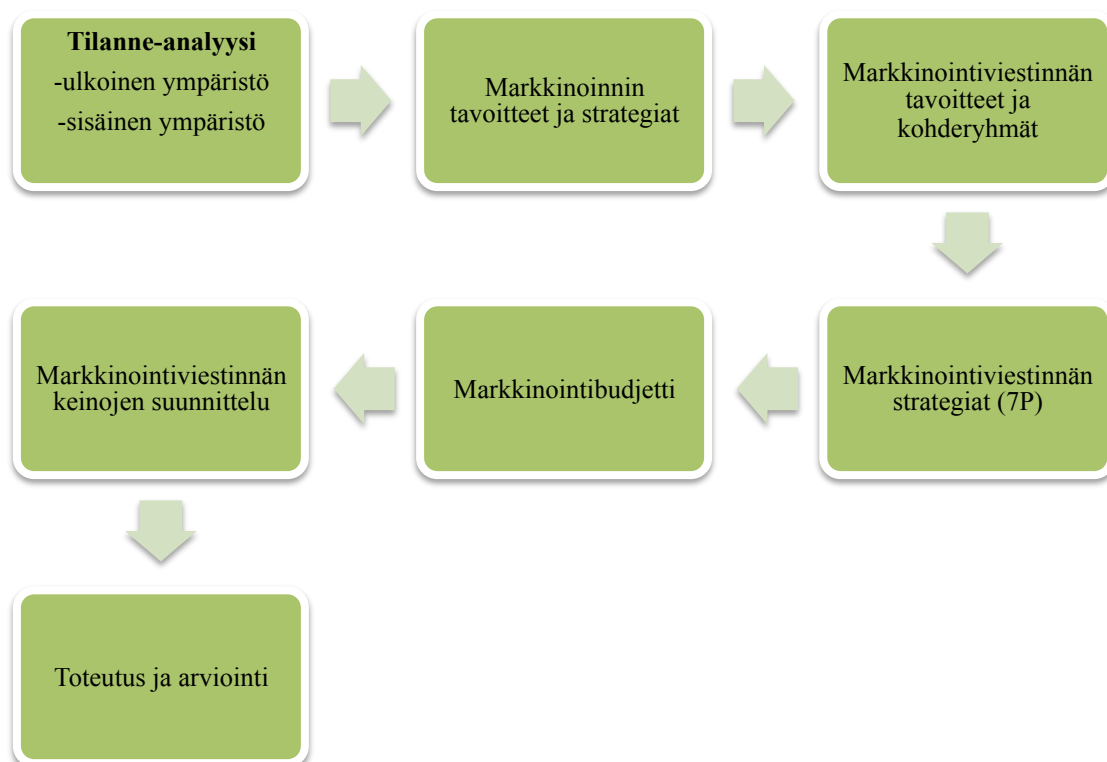 Tilanne-analyysi
-ulkoinen ympäristö
-sisäinen ympäristö
Markkinoinnin
tavoitteet ja strategiat
Markkinointiviestinnän
tavoitteet ja
kohderyhmät
Markkinointiviestinnän
strategiat (7P)
Markkinointibudjetti
Markkinointiviestinnän
keinojen suunnittelu
Toteutus ja arviointi